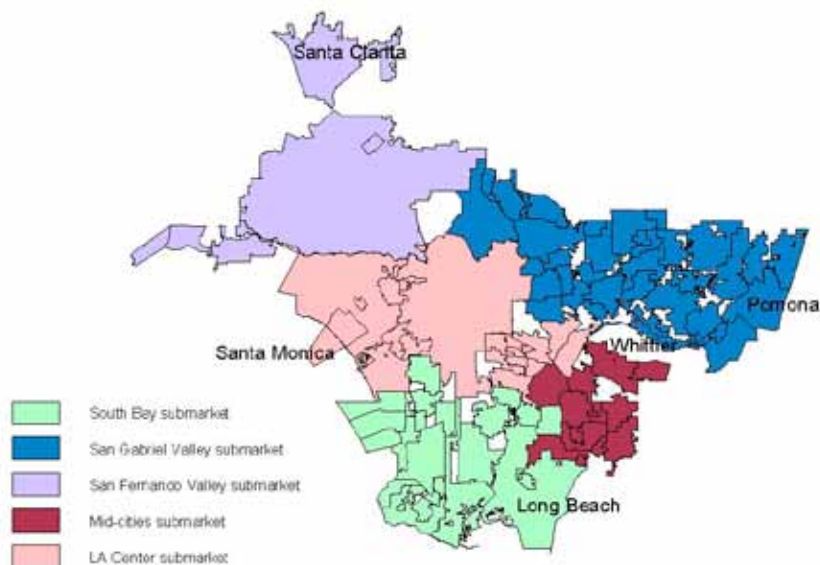 Santa Clarita
Pomona
Whittier
Santa Monica
South Bay submarket
San Gabriel Valley submarket
San Fernando Valley submarket
Long Beach
Mid-cities submarket
LA Center submarket